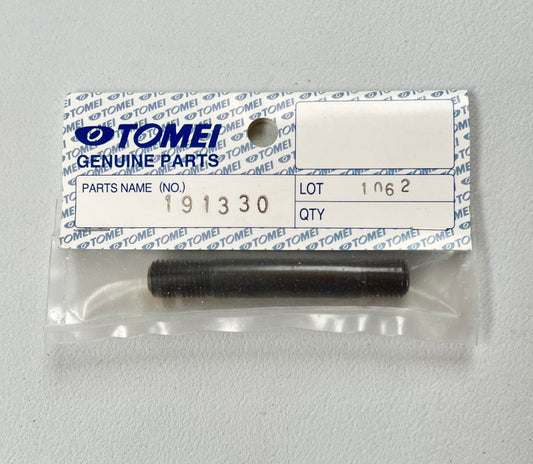 TOMEI
GENUINE PARTS
PARTS NAME (NO.) 191330
LOT 1062
QTY